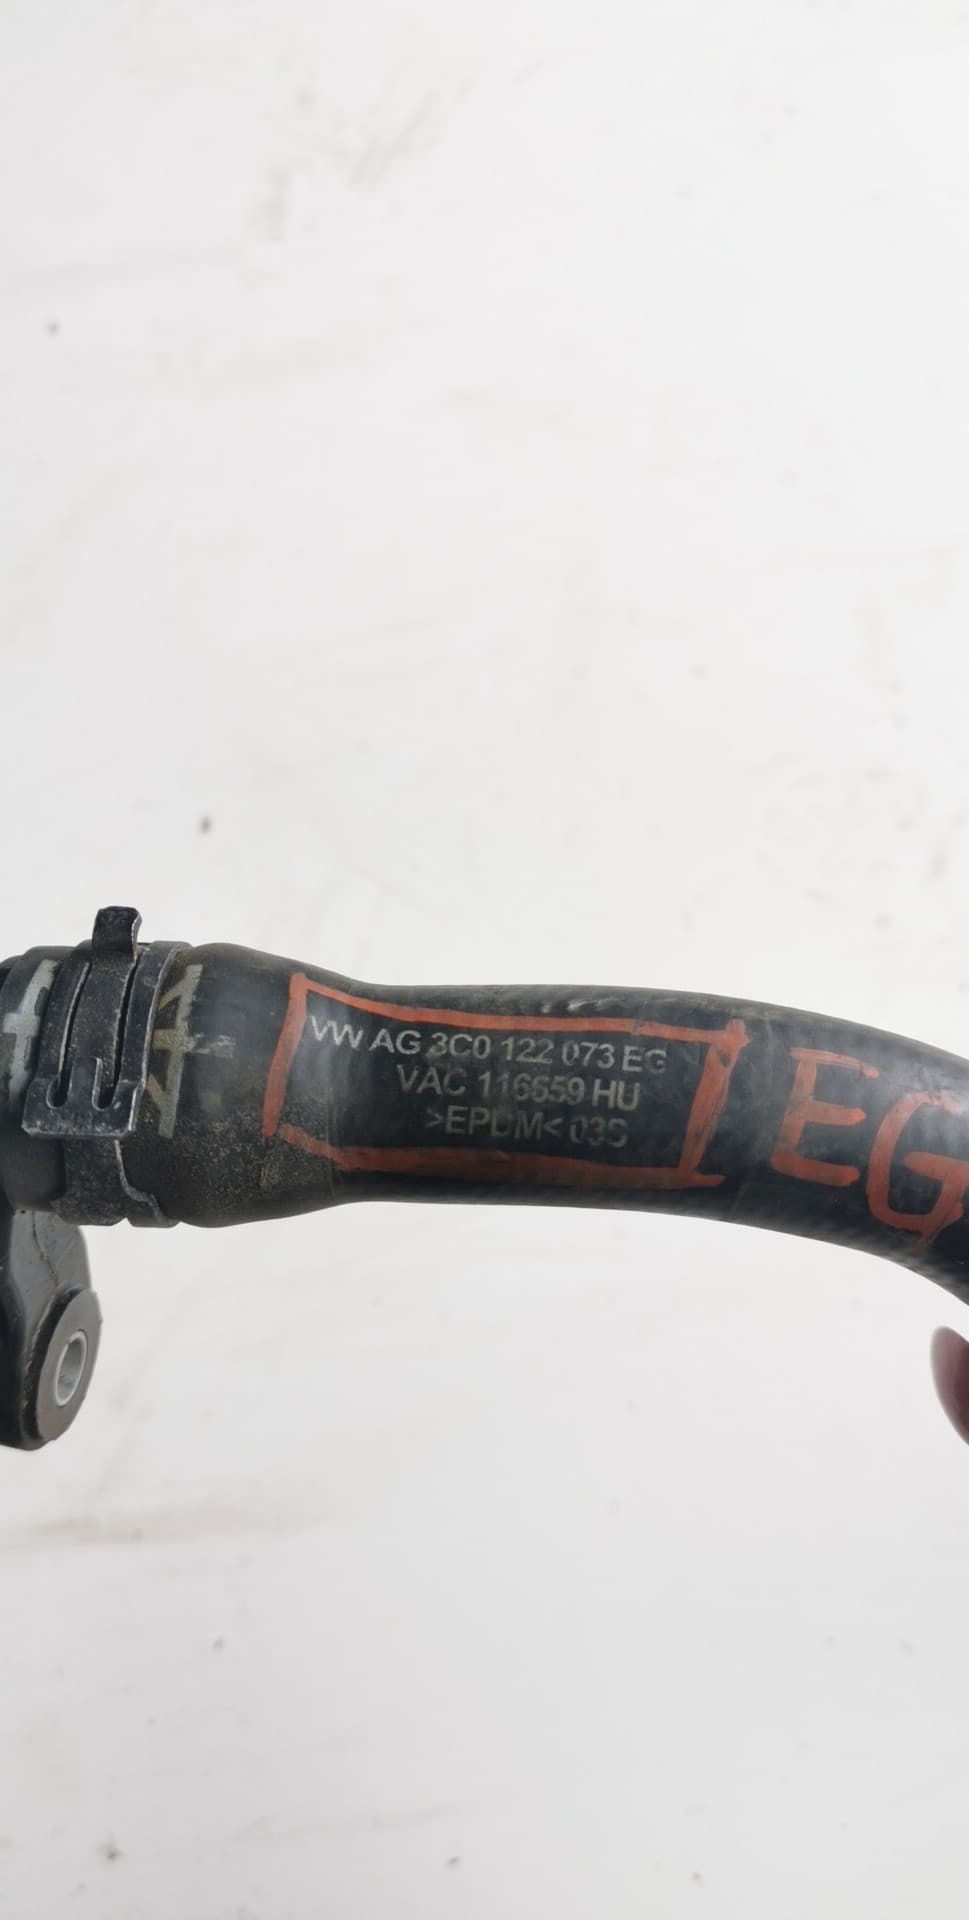 VW AG 3C0 122 073 EG
VAC 116659 HU
>EPDM< 03S
EG